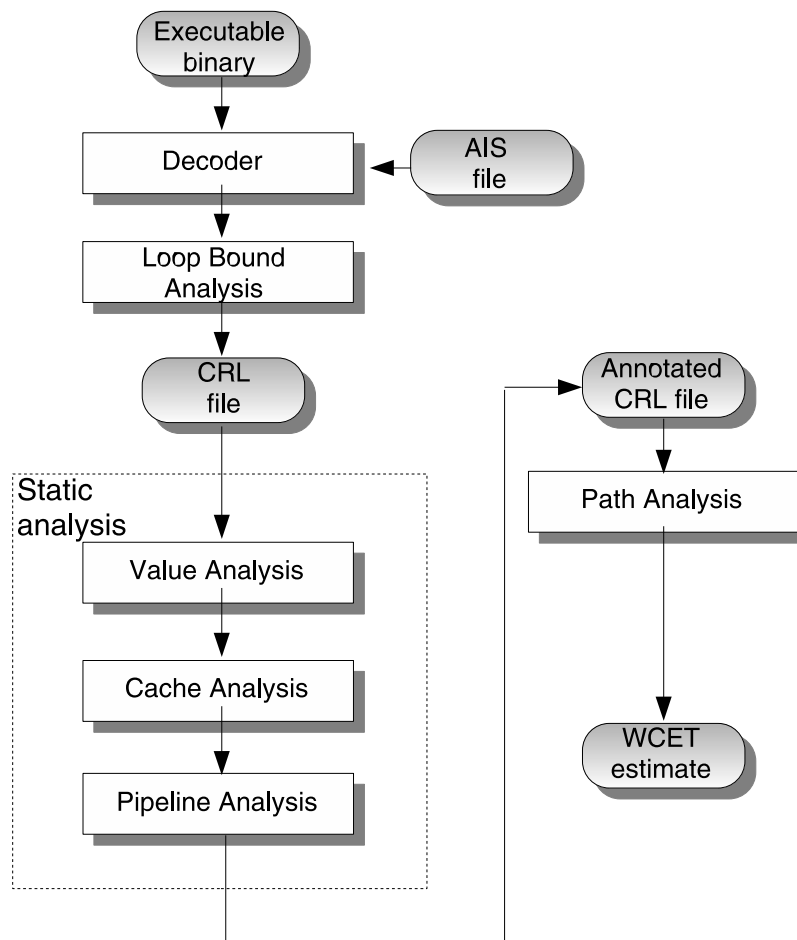 Executable
binary
Decoder
AIS
file
Loop Bound
Analysis
CRL
file
Static
analysis
Value Analysis
Cache Analysis
Pipeline Analysis
Annotated
CRL file
Path Analysis
WCET
estimate